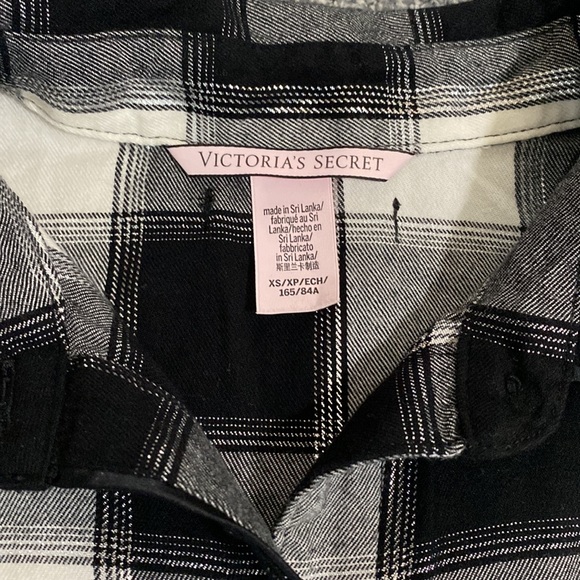 VICTORIA'S SECRET
made in Sri Lanka/
fabriqué au Sri
Lanka/hecho en
Sri Lanka/
fabbricato
in Sri Lanka/
斯里兰卡制造
XS/XP/ECH/
165/84A